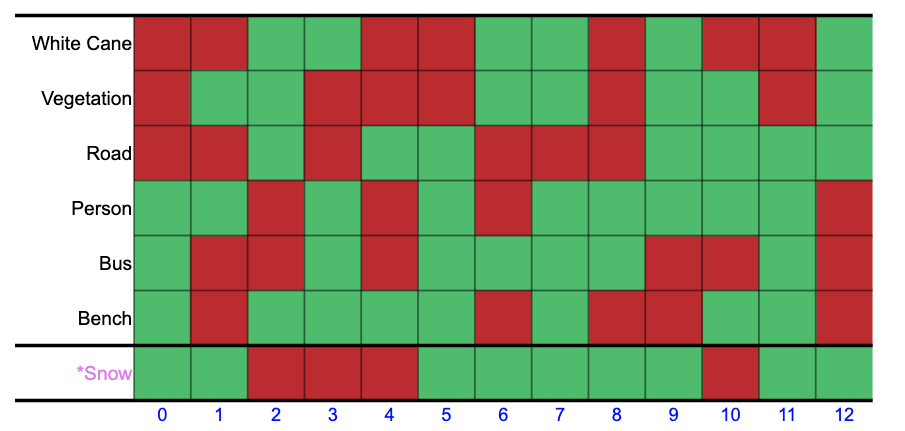 White Cane
Vegetation
Road
Person
Bus
Bench
*Snow
0 1 2 3 4 5 6 7 8 9 10 11 12